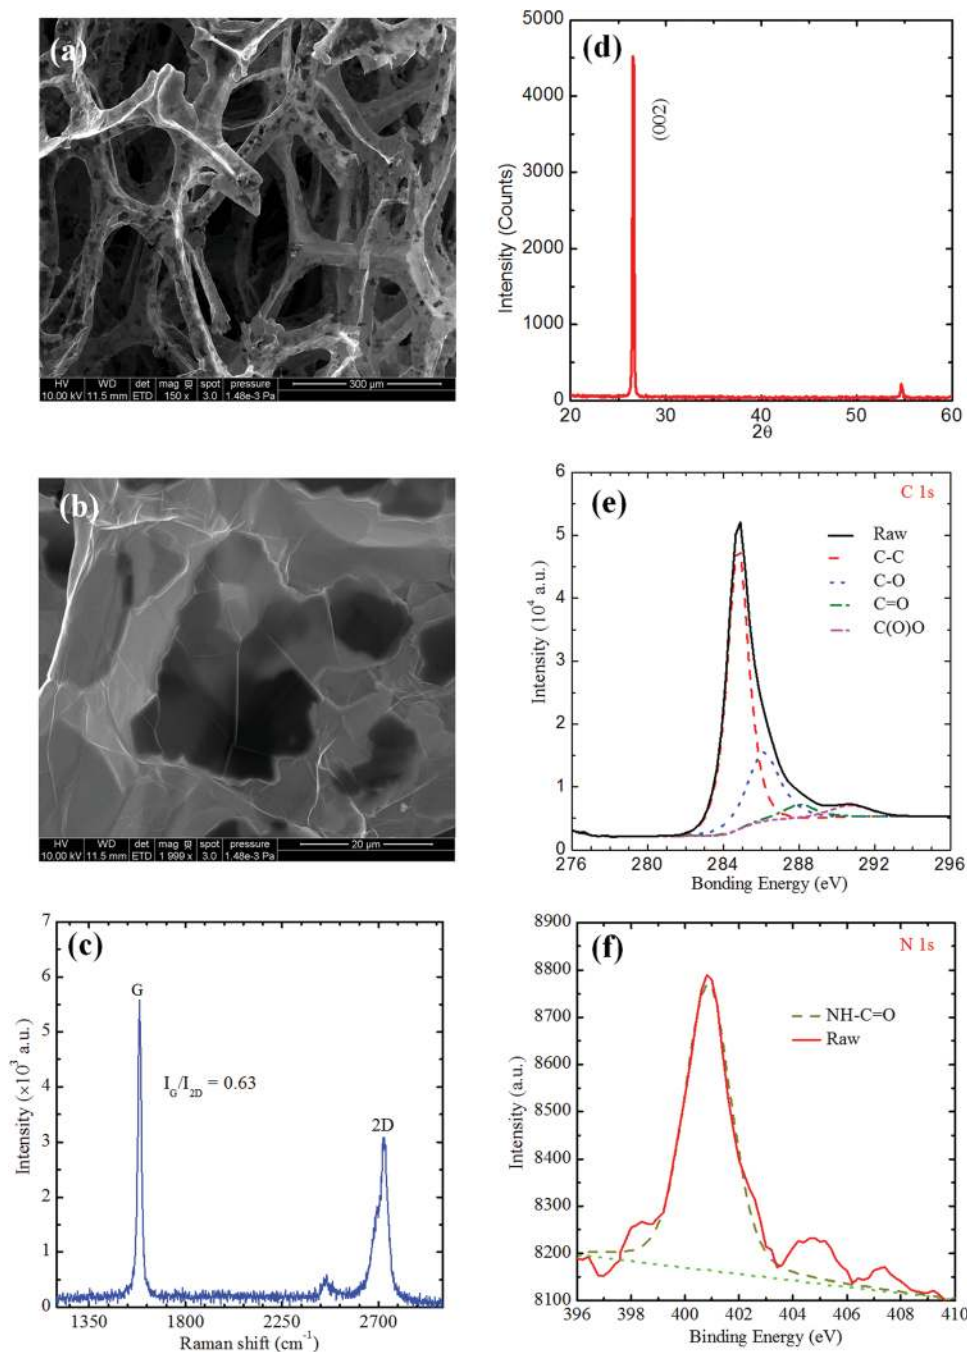 (a)
HV WD det mag spot pressure 300 µm
10.00 kV 11.5 mm ETD 150 x 3.0 1.48e-3 Pa
(b)
HV WD det mag spot pressure 20 µm
10.00 kV 11.5 mm ETD 1 999 x 3.0 1.48e-3 Pa
(c)
7
6
5
4
3
2
1
0
Intensity (×10³ a.u.)
G
I_G/I_2D = 0.63
2D
1350 1800 2250 2700
Raman shift (cm⁻¹)
(d)
5000
4000
3000
2000
1000
0
Intensity (Counts)
(002)
20 30 40 50 60
2θ
(e)
C 1s
6
5
4
3
2
1
0
Intensity (10⁴ a.u.)
Raw
C-C
C-O
C=O
C(O)O
276 280 284 288 292 296
Bonding Energy (eV)
(f)
N 1s
8900
8800
8700
8600
8500
8400
8300
8200
8100
Intensity (a.u.)
NH-C=O
Raw
396 398 400 402 404 406 408 410
Binding Energy (eV)